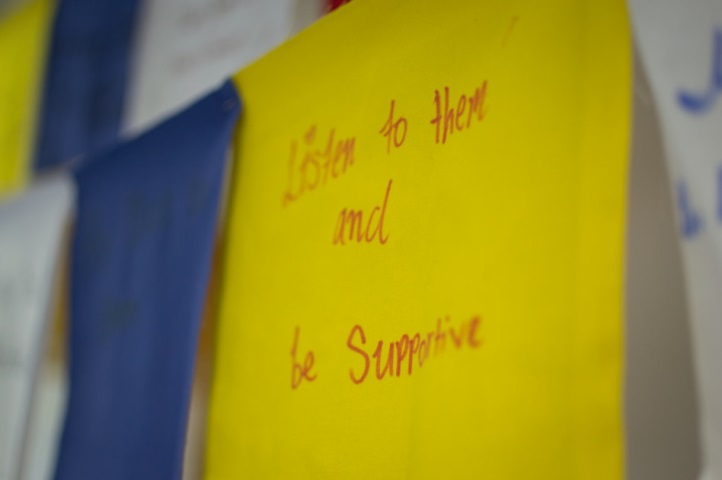 Listen to them
and
be Supportive